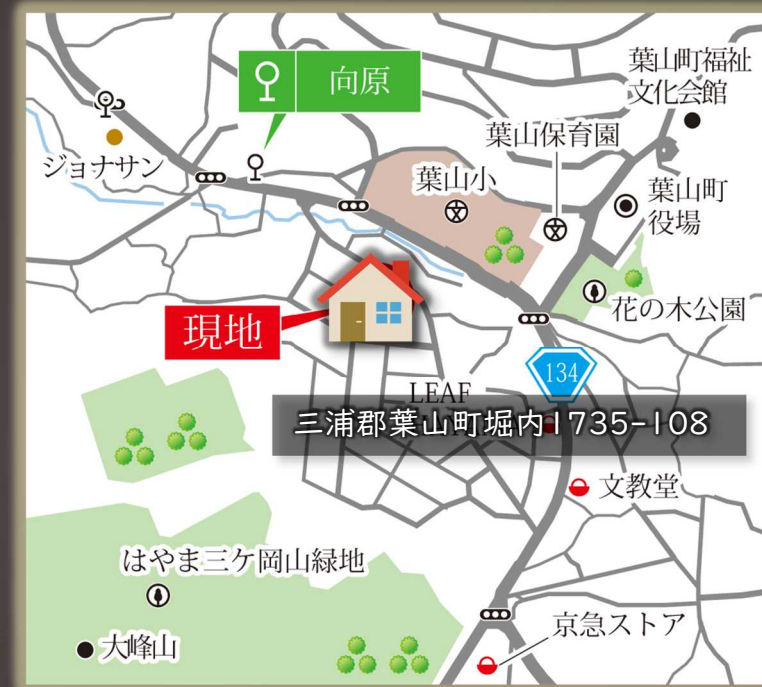 葉山町福祉
文化会館
向原
葉山保育園
ジョナサン
葉山小
葉山町
役場
花の木公園
現地
134
LEAF
三浦郡葉山町堀内1735-108
文教堂
はやま三ケ岡山緑地
京急ストア
大峰山